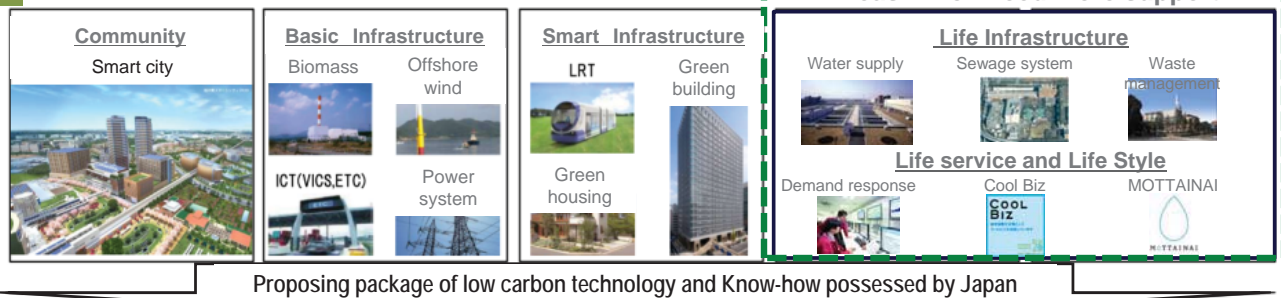 Community
Smart city
Basic Infrastructure
Biomass
Offshore
wind
ICT(VICS,ETC)
Power
system
Smart Infrastructure
LRT
Green
building
Green
housing
Life Infrastructure
Water supply
Sewage system
Waste
management
Life service and Life Style
Demand response
Cool Biz
COOL
BIZ
MOTTAINAI
MOTTAINAI
Proposing package of low carbon technology and Know-how possessed by Japan